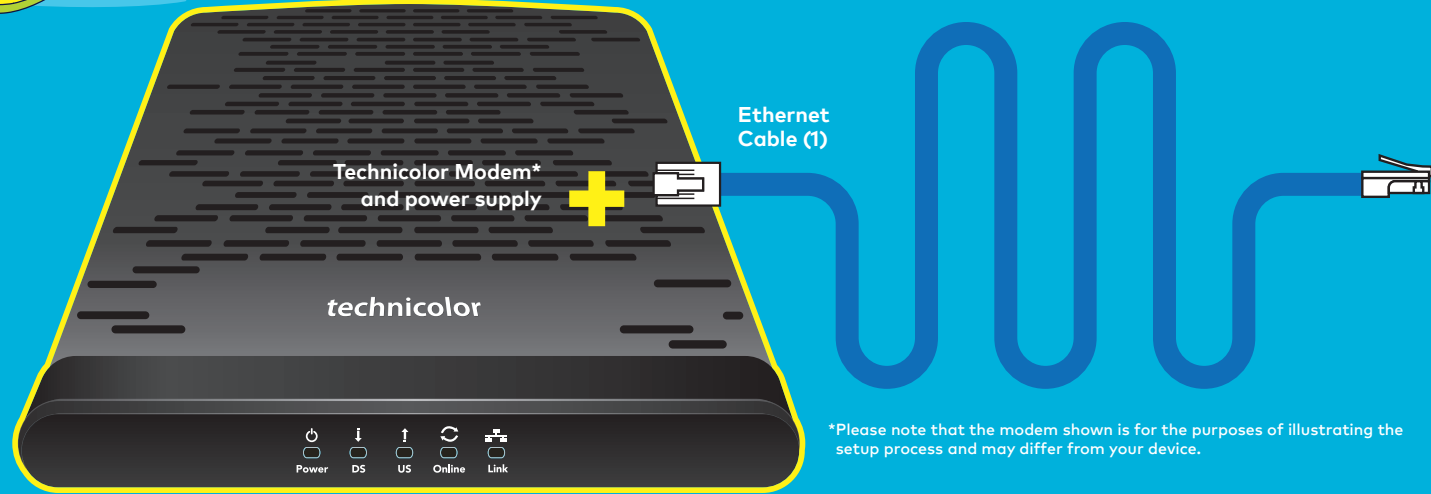 Ethernet
Cable (1)
Technicolor Modem*
and power supply
technicolor
*Please note that the modem shown is for the purposes of illustrating the
setup process and may differ from your device.
Power DS US Online Link